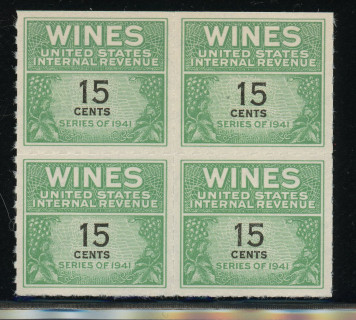 WINES
UNITED STATES
INTERNAL REVENUE
15
CENTS
SERIES OF 1941
WINES
UNITED STATES
INTERNAL REVENUE
15
CENTS
SERIES OF 1941
WINES
UNITED STATES
INTERNAL REVENUE
15
CENTS
SERIES OF 1941
WINES
UNITED STATES
INTERNAL REVENUE
15
CENTS
SERIES OF 1941